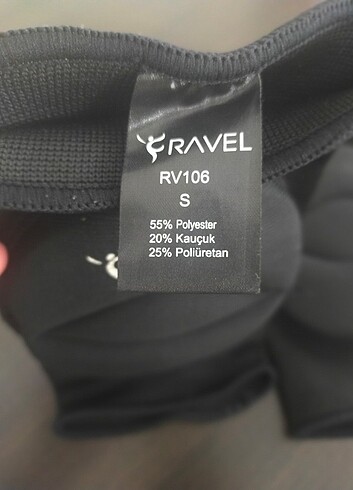 RAVEL
RV106
S
55% Polyester
20% Kauçuk
25% Poliüretan